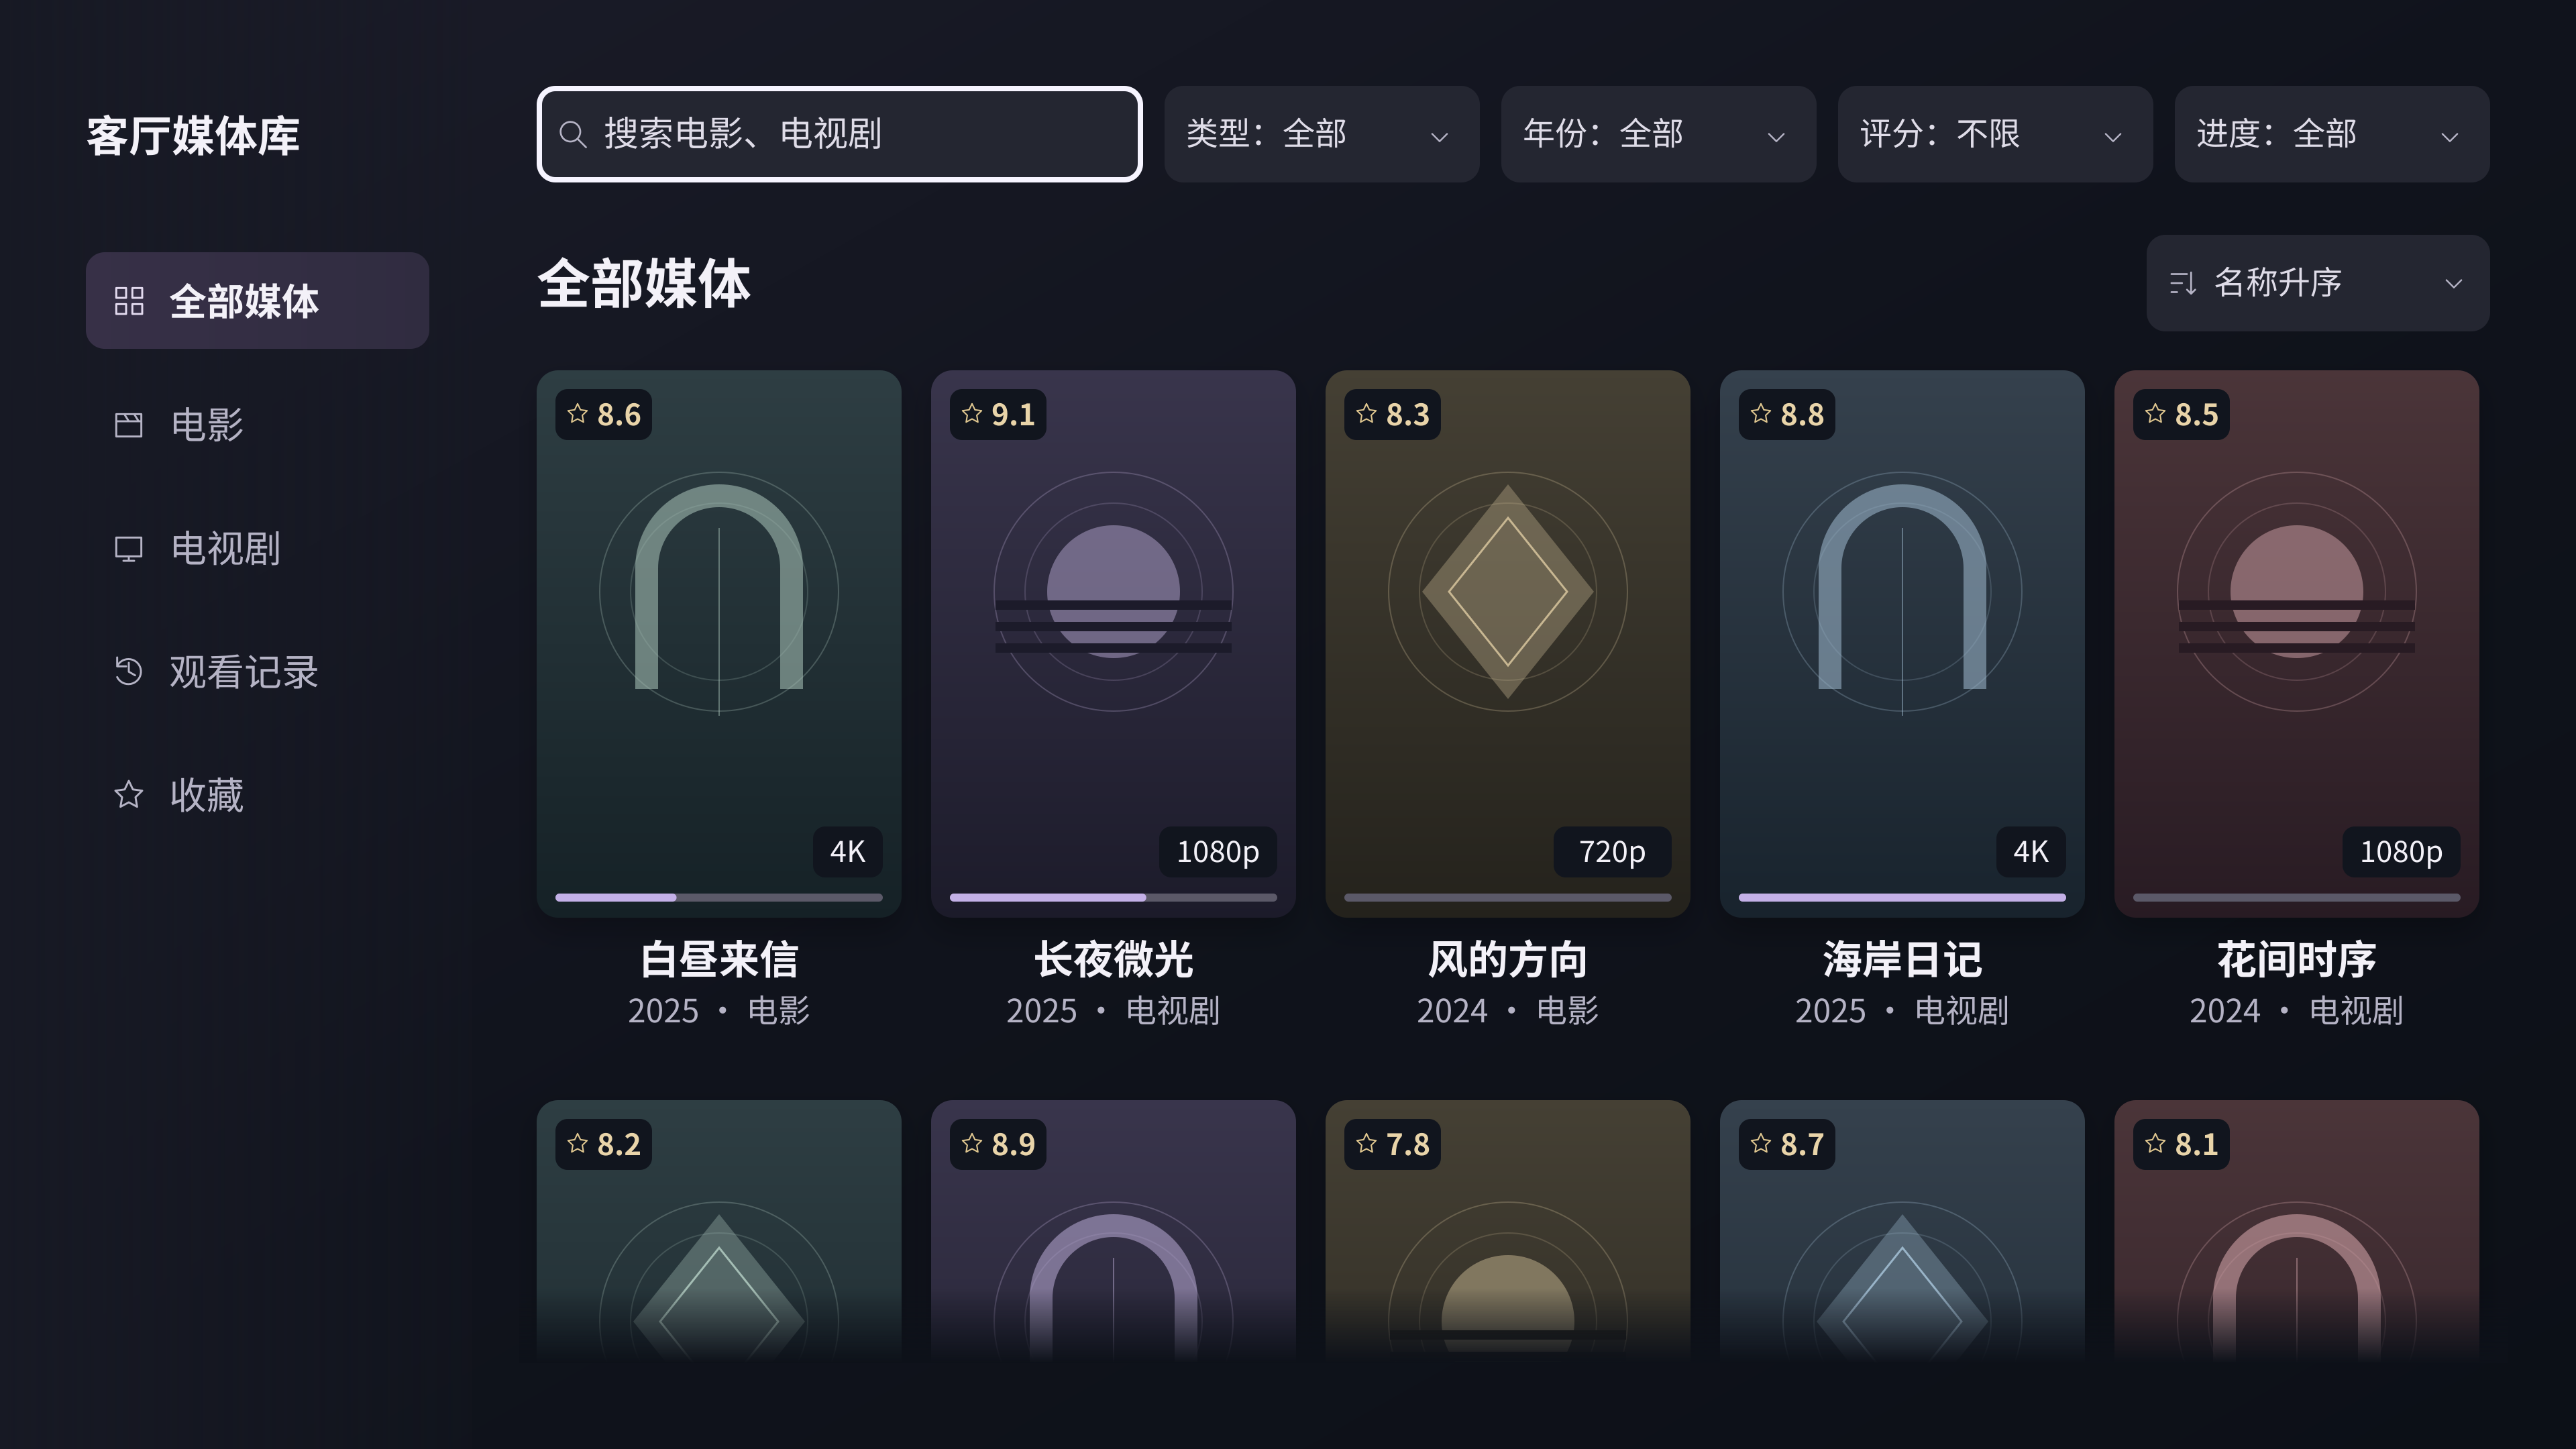 客厅媒体库
搜索电影、电视剧
类型：全部
年份：全部
评分：不限
进度：全部
全部媒体
电影
电视剧
观看记录
收藏
全部媒体
名称升序
8.6
4K
白昼来信
2025 · 电影
9.1
1080p
长夜微光
2025 · 电视剧
8.3
720p
风的方向
2024 · 电影
8.8
4K
海岸日记
2025 · 电视剧
8.5
1080p
花间时序
2024 · 电视剧
8.2
8.9
7.8
8.7
8.1